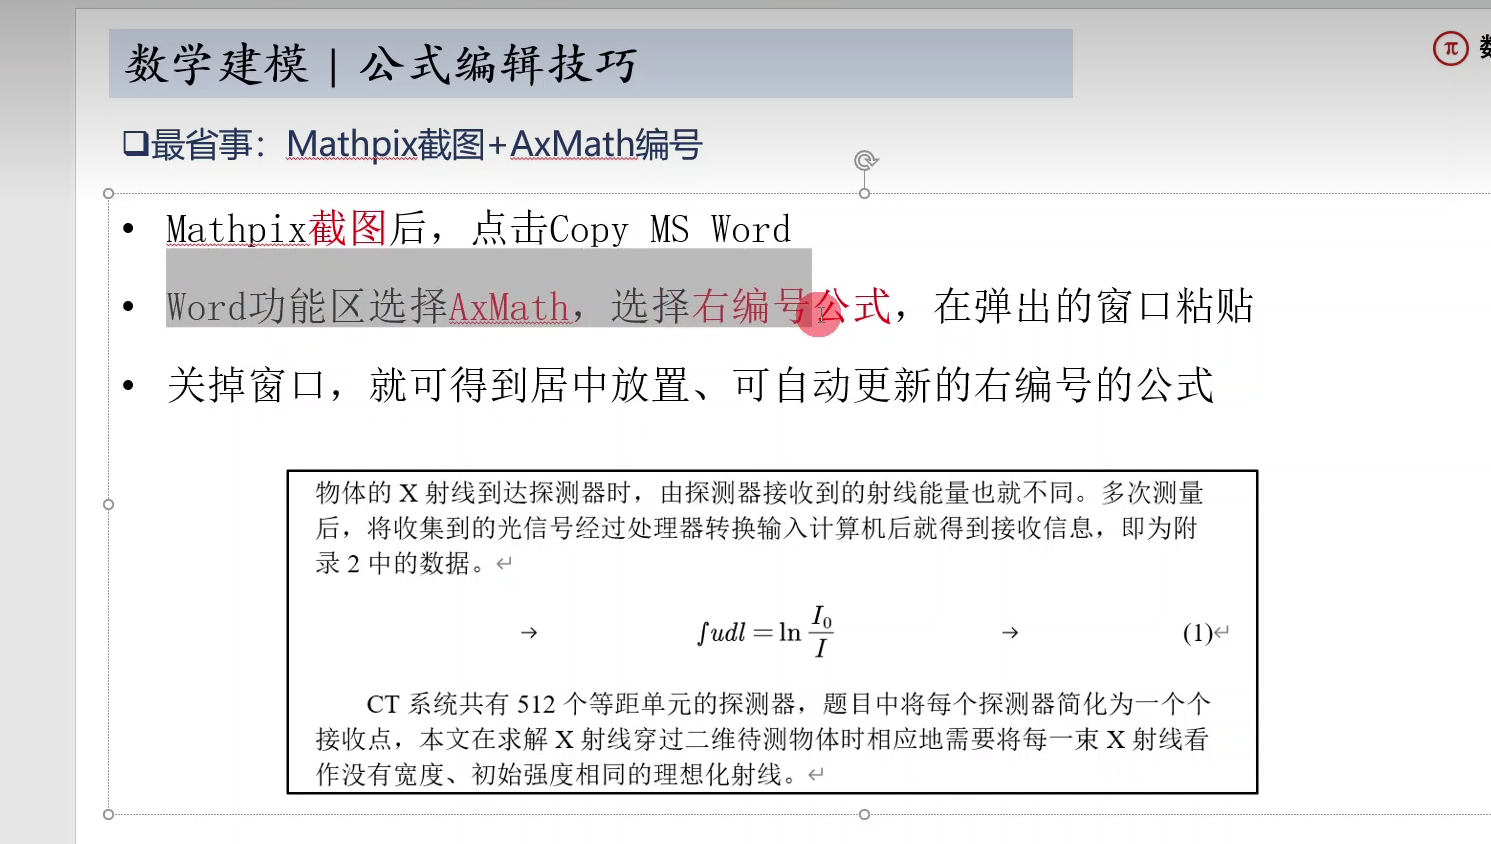 数学建模 | 公式编辑技巧
π
❑最省事：Mathpix截图+AxMath编号
• Mathpix截图后，点击Copy MS Word
• Word功能区选择AxMath，选择右编号公式，在弹出的窗口粘贴
• 关掉窗口，就可得到居中放置、可自动更新的右编号的公式
物体的 X 射线到达探测器时，由探测器接收到的射线能量也就不同。多次测量
后，将收集到的光信号经过处理器转换输入计算机后就得到接收信息，即为附
录 2 中的数据。↵
→ ∫udl = ln I₀/I → (1)↵
CT 系统共有 512 个等距单元的探测器，题目中将每个探测器简化为一个个
接收点，本文在求解 X 射线穿过二维待测物体时相应地需要将每一束 X 射线看
作没有宽度、初始强度相同的理想化射线。↵